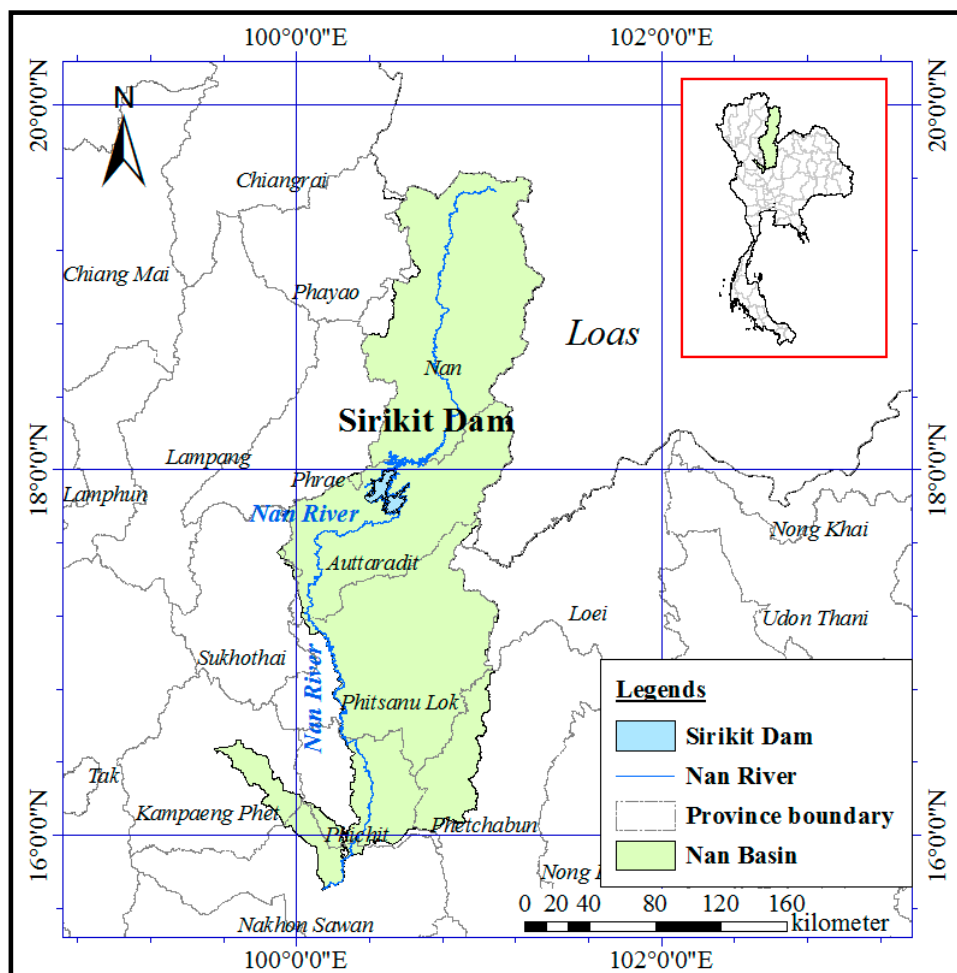 100°0'0"E
102°0'0"E
20°0'0"N
20°0'0"N
N
Chiangrai
Chiang Mai
Phayao
Loas
Nan
Sirikit Dam
Lampang
18°0'0"N
18°0'0"N
Phrae
Lamphun
Nan River
Nong Khai
Auttaradit
Loei
Udon Thani
Sukhothai
Nan River
Phitsanu Lok
Legends
Sirikit Dam
Nan River
Province boundary
Nan Basin
Tak
Kampaeng Phet
Phetchabun
Phichit
16°0'0"N
16°0'0"N
Nong
Nakhon Sawan
0 20 40 80 120 160
kilometer
100°0'0"E
102°0'0"E